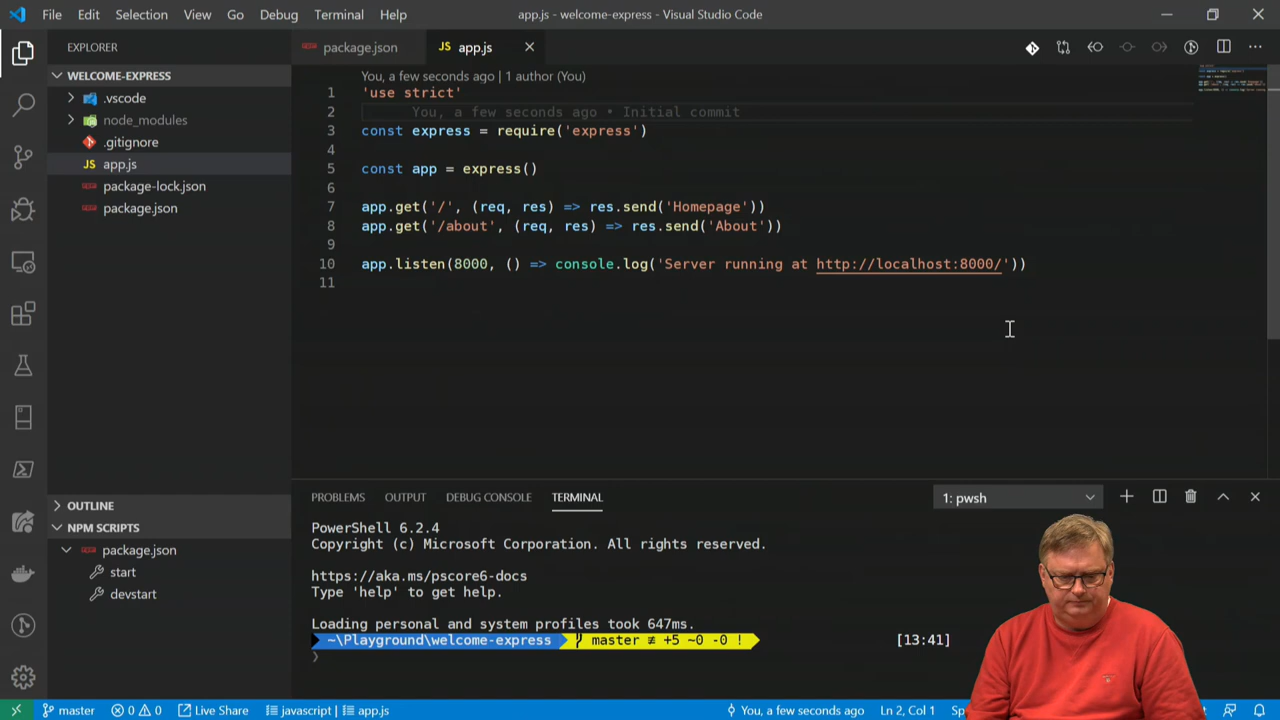 File Edit Selection View Go Debug Terminal Help
app.js - welcome-express - Visual Studio Code
EXPLORER
WELCOME-EXPRESS
.vscode
node_modules
.gitignore
JS app.js
package-lock.json
package.json
OUTLINE
NPM SCRIPTS
package.json
start
devstart
package.json
JS app.js
You, a few seconds ago | 1 author (You)
1 'use strict'
2 You, a few seconds ago • Initial commit
3 const express = require('express')
4
5 const app = express()
6
7 app.get('/', (req, res) => res.send('Homepage'))
8 app.get('/about', (req, res) => res.send('About'))
9
10 app.listen(8000, () => console.log('Server running at http://localhost:8000/'))
11
PROBLEMS OUTPUT DEBUG CONSOLE TERMINAL
1: pwsh
PowerShell 6.2.4
Copyright (c) Microsoft Corporation. All rights reserved.
https://aka.ms/pscore6-docs
Type 'help' to get help.
Loading personal and system profiles took 647ms.
~\Playground\welcome-express master ≢ +5 ~0 -0 ! [13:41]
❯
master 0 0 Live Share javascript | app.js You, a few seconds ago Ln 2, Col 1